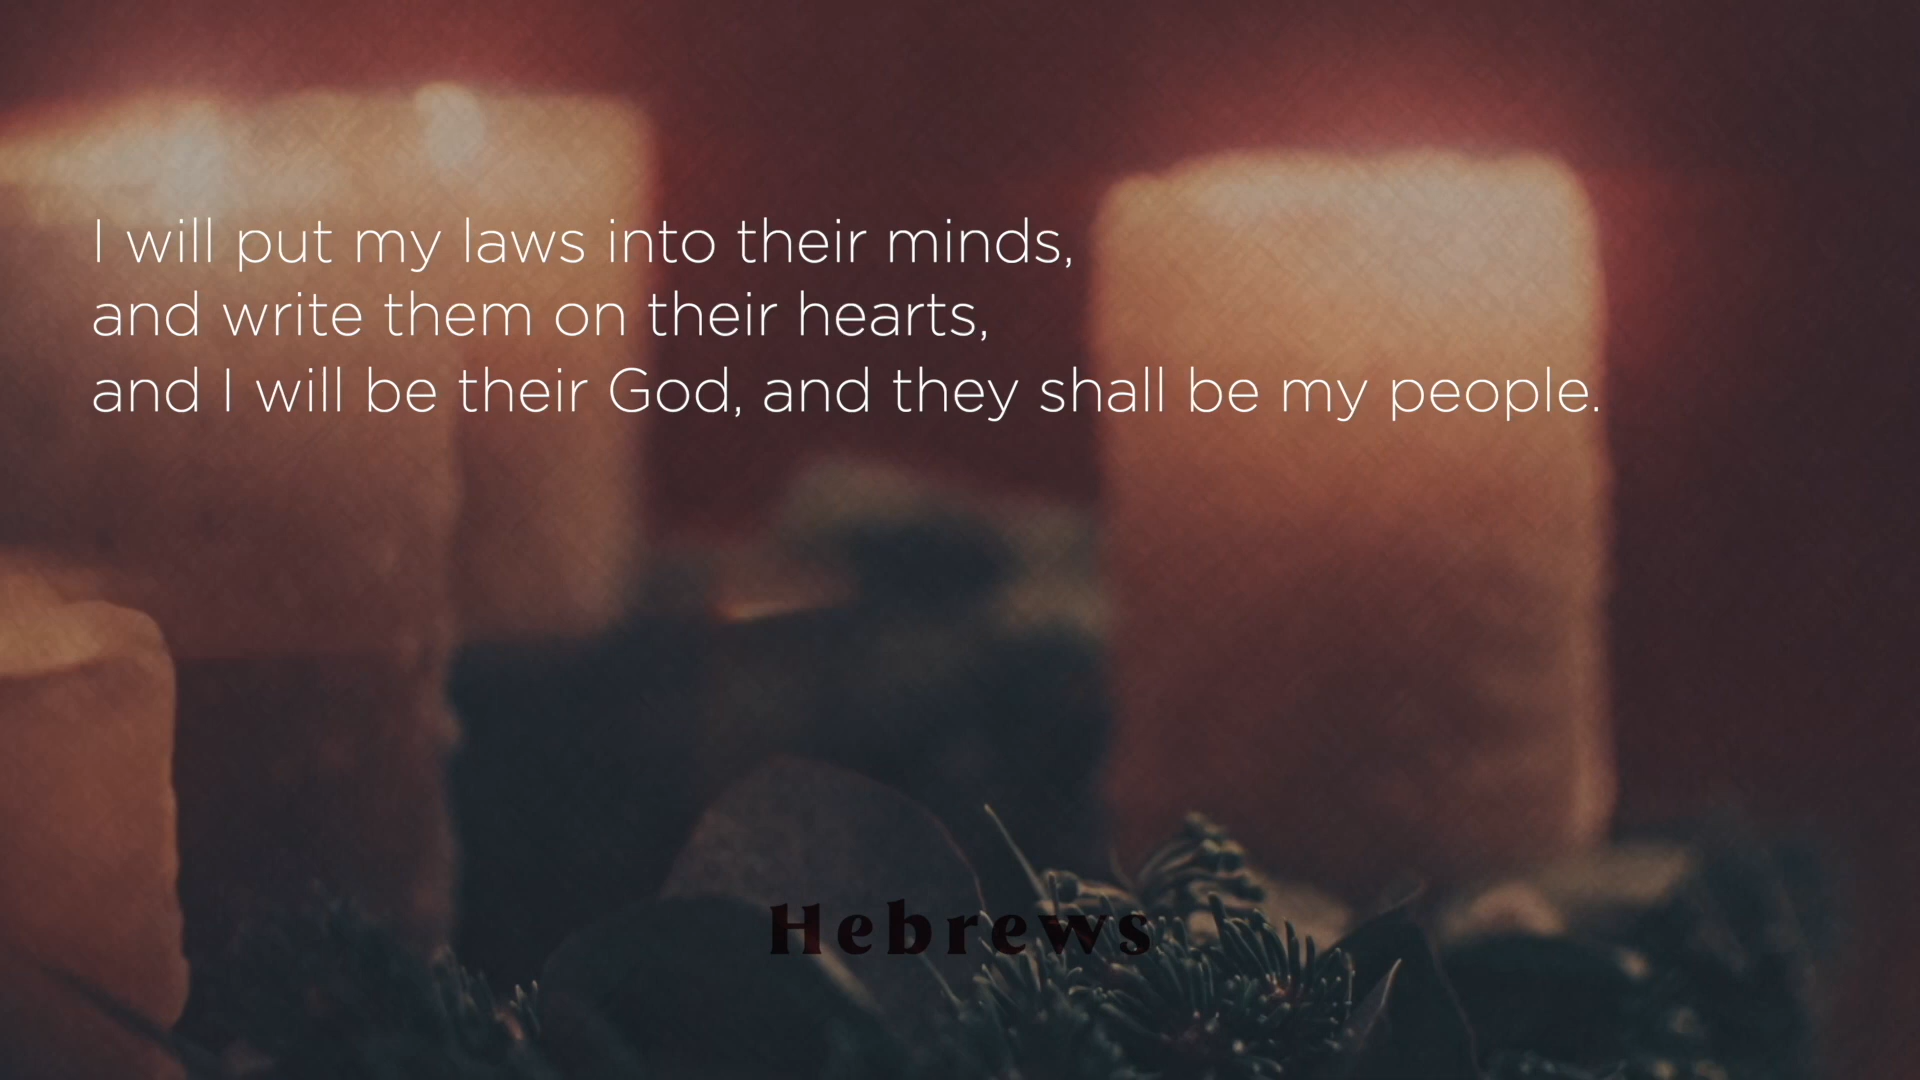 I will put my laws into their minds,
and write them on their hearts,
and I will be their God, and they shall be my people.
Hebrews